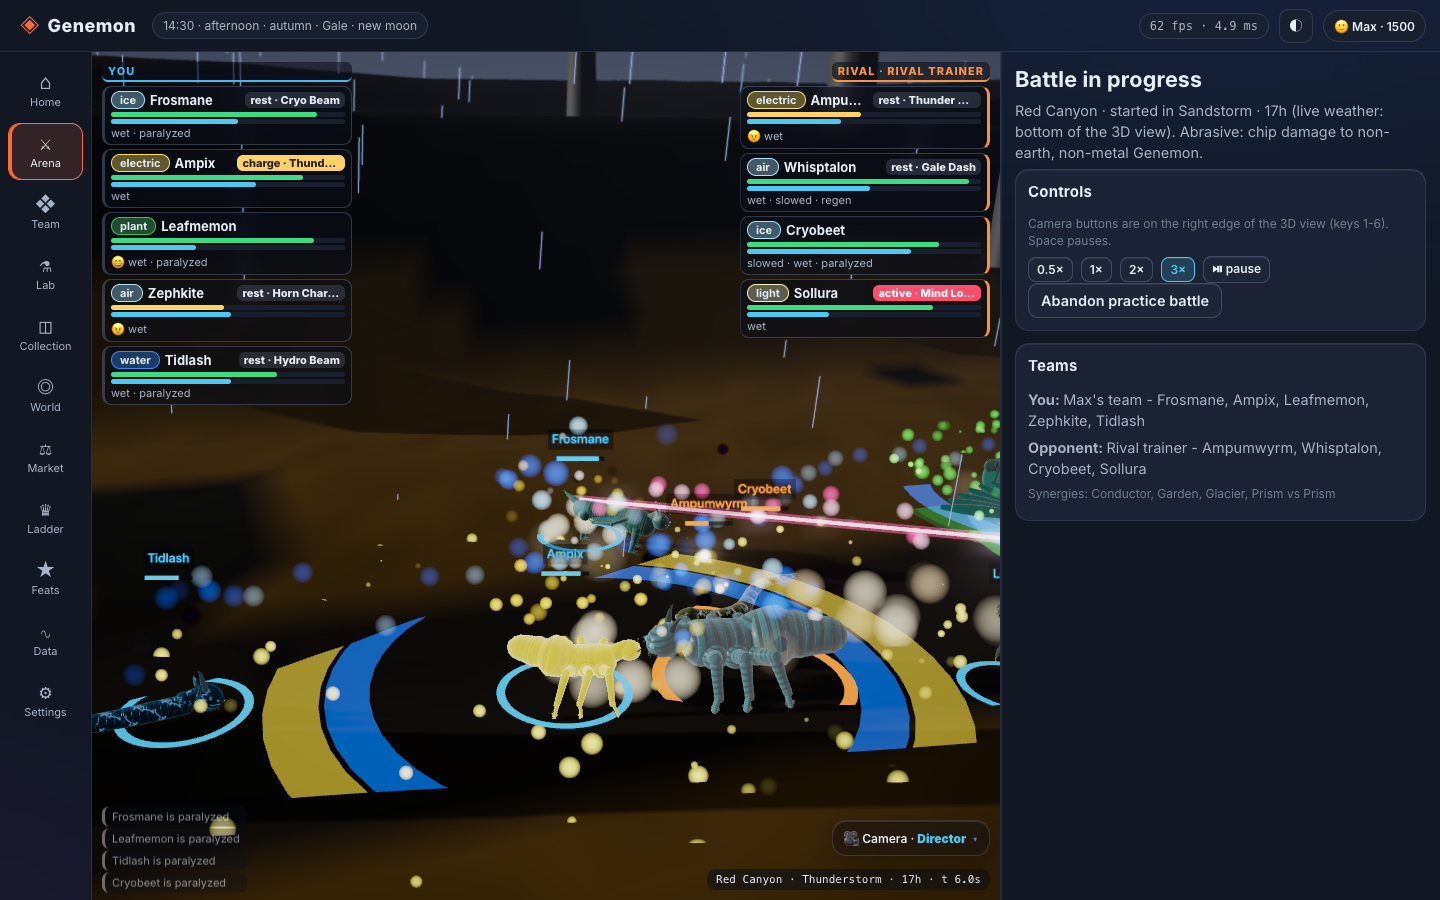 Genemon
14:30 · afternoon · autumn · Gale · new moon
62 fps · 4.9 ms
Max · 1500
Home
Arena
Team
Lab
Collection
World
Market
Ladder
Feats
Data
Settings
YOU
ice Frosmane rest · Cryo Beam
wet · paralyzed
electric Ampix charge · Thund…
wet
plant Leafmemon
wet · paralyzed
air Zephkite rest · Horn Char…
wet
water Tidlash rest · Hydro Beam
wet · paralyzed
RIVAL · RIVAL TRAINER
electric Ampu… rest · Thunder …
wet
air Whisptalon rest · Gale Dash
wet · slowed · regen
ice Cryobeet
slowed · wet · paralyzed
light Sollura active · Mind Lo…
wet
Frosmane
Cryobeet
Ampumwyrm
Ampix
Tidlash
L
Frosmane is paralyzed
Leafmemon is paralyzed
Tidlash is paralyzed
Cryobeet is paralyzed
Camera · Director
Red Canyon · Thunderstorm · 17h · t 6.0s
Battle in progress
Red Canyon · started in Sandstorm · 17h (live weather:
bottom of the 3D view). Abrasive: chip damage to non-
earth, non-metal Genemon.
Controls
Camera buttons are on the right edge of the 3D view (keys 1-6).
Space pauses.
0.5× 1× 2× 3× pause
Abandon practice battle
Teams
You: Max's team - Frosmane, Ampix, Leafmemon,
Zephkite, Tidlash
Opponent: Rival trainer - Ampumwyrm, Whisptalon,
Cryobeet, Sollura
Synergies: Conductor, Garden, Glacier, Prism vs Prism